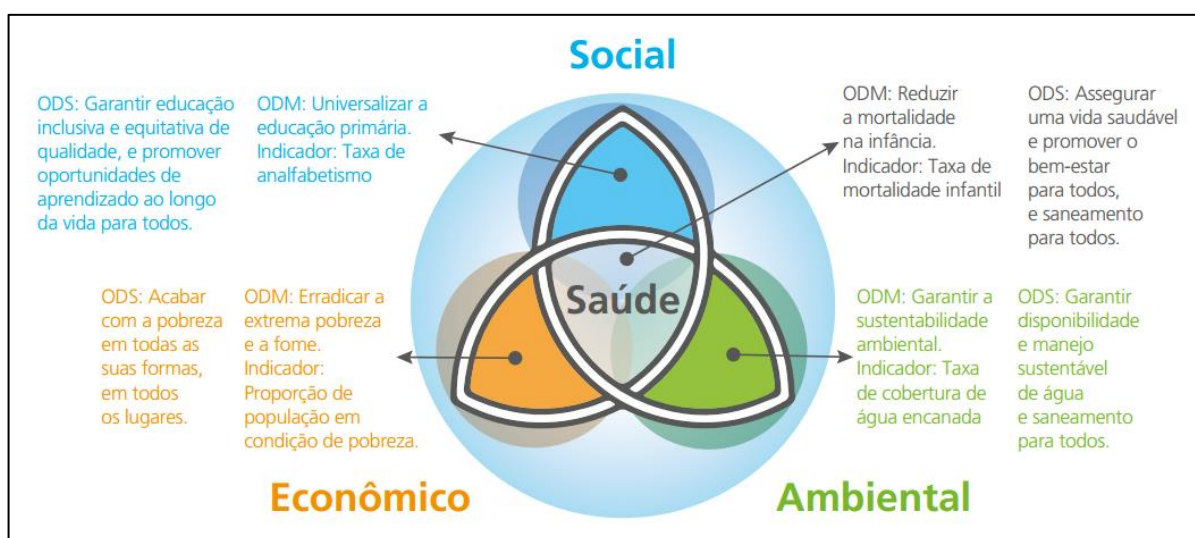 Social
ODS: Garantir educação
inclusiva e equitativa de
qualidade, e promover
oportunidades de
aprendizado ao longo
da vida para todos.
ODM: Universalizar a
educação primária.
Indicador: Taxa de
analfabetismo
ODM: Reduzir
a mortalidade
na infância.
Indicador: Taxa de
mortalidade infantil
ODS: Assegurar
uma vida saudável
e promover o
bem-estar
para todos,
e saneamento
para todos.
Saúde
ODS: Acabar
com a pobreza
em todas as
suas formas,
em todos
os lugares.
ODM: Erradicar a
extrema pobreza
e a fome.
Indicador:
Proporção de
população em
condição de pobreza.
ODM: Garantir a
sustentabilidade
ambiental.
Indicador: Taxa
de cobertura de
água encanada
ODS: Garantir
disponibilidade
e manejo
sustentável
de água
e saneamento
para todos.
Econômico
Ambiental